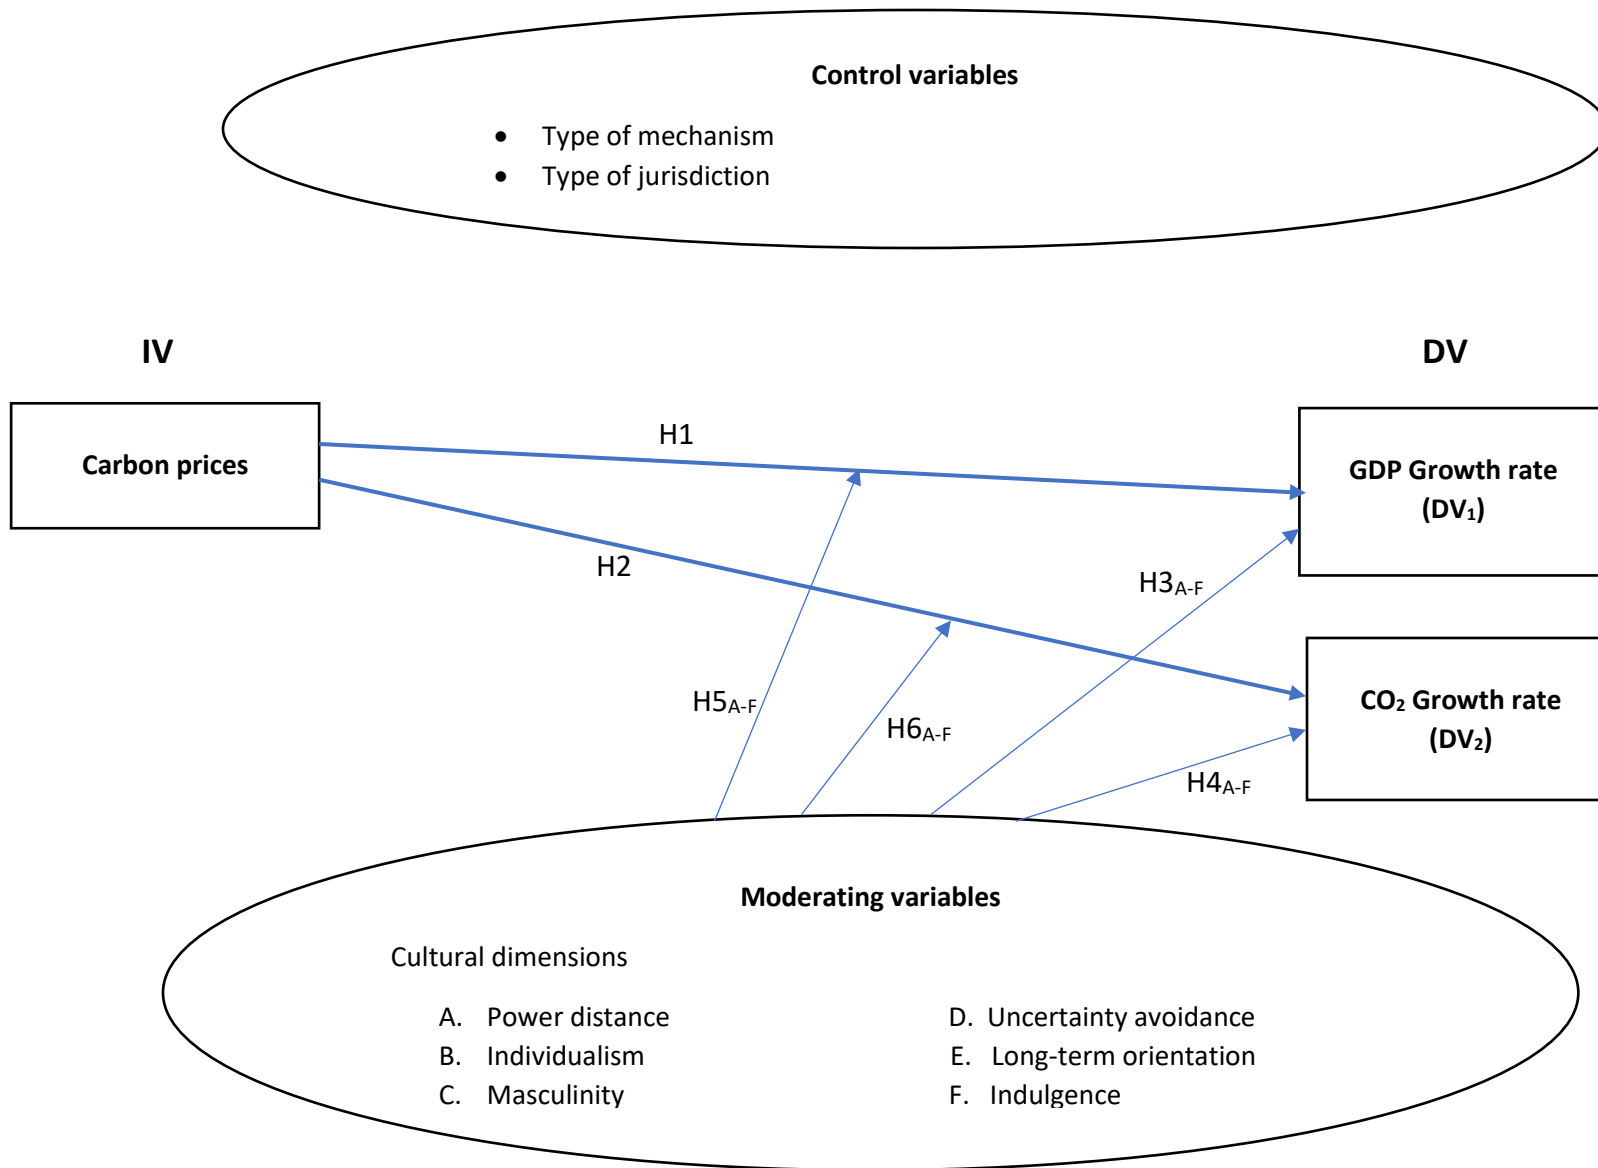 Control variables
• Type of mechanism
• Type of jurisdiction
IV
DV
Carbon prices
H1
GDP Growth rate
(DV₁)
H2
H3A-F
H5A-F
H6A-F
CO₂ Growth rate
(DV₂)
H4A-F
Moderating variables
Cultural dimensions
A. Power distance
B. Individualism
C. Masculinity
D. Uncertainty avoidance
E. Long-term orientation
F. Indulgence